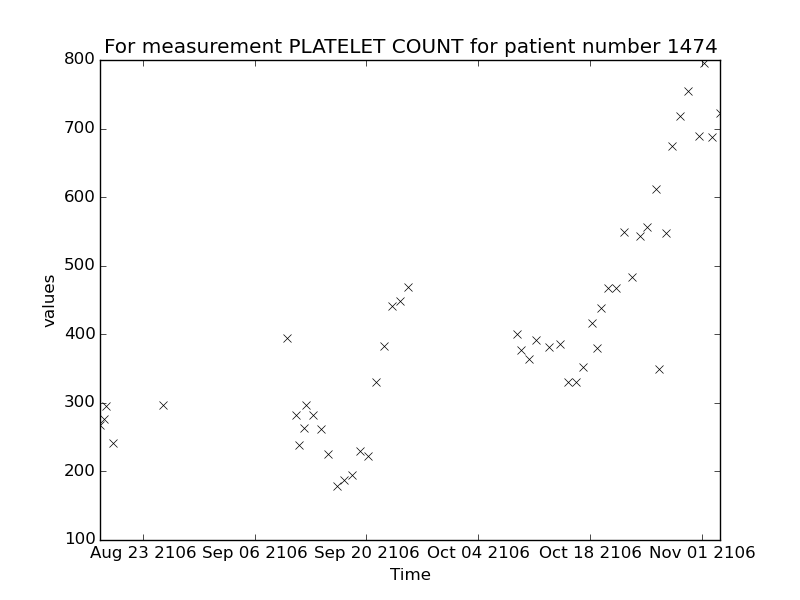 For measurement PLATELET COUNT for patient number 1474
800
700
600
500
400
300
200
100
values
Aug 23 2106 Sep 06 2106 Sep 20 2106 Oct 04 2106 Oct 18 2106 Nov 01 2106
Time